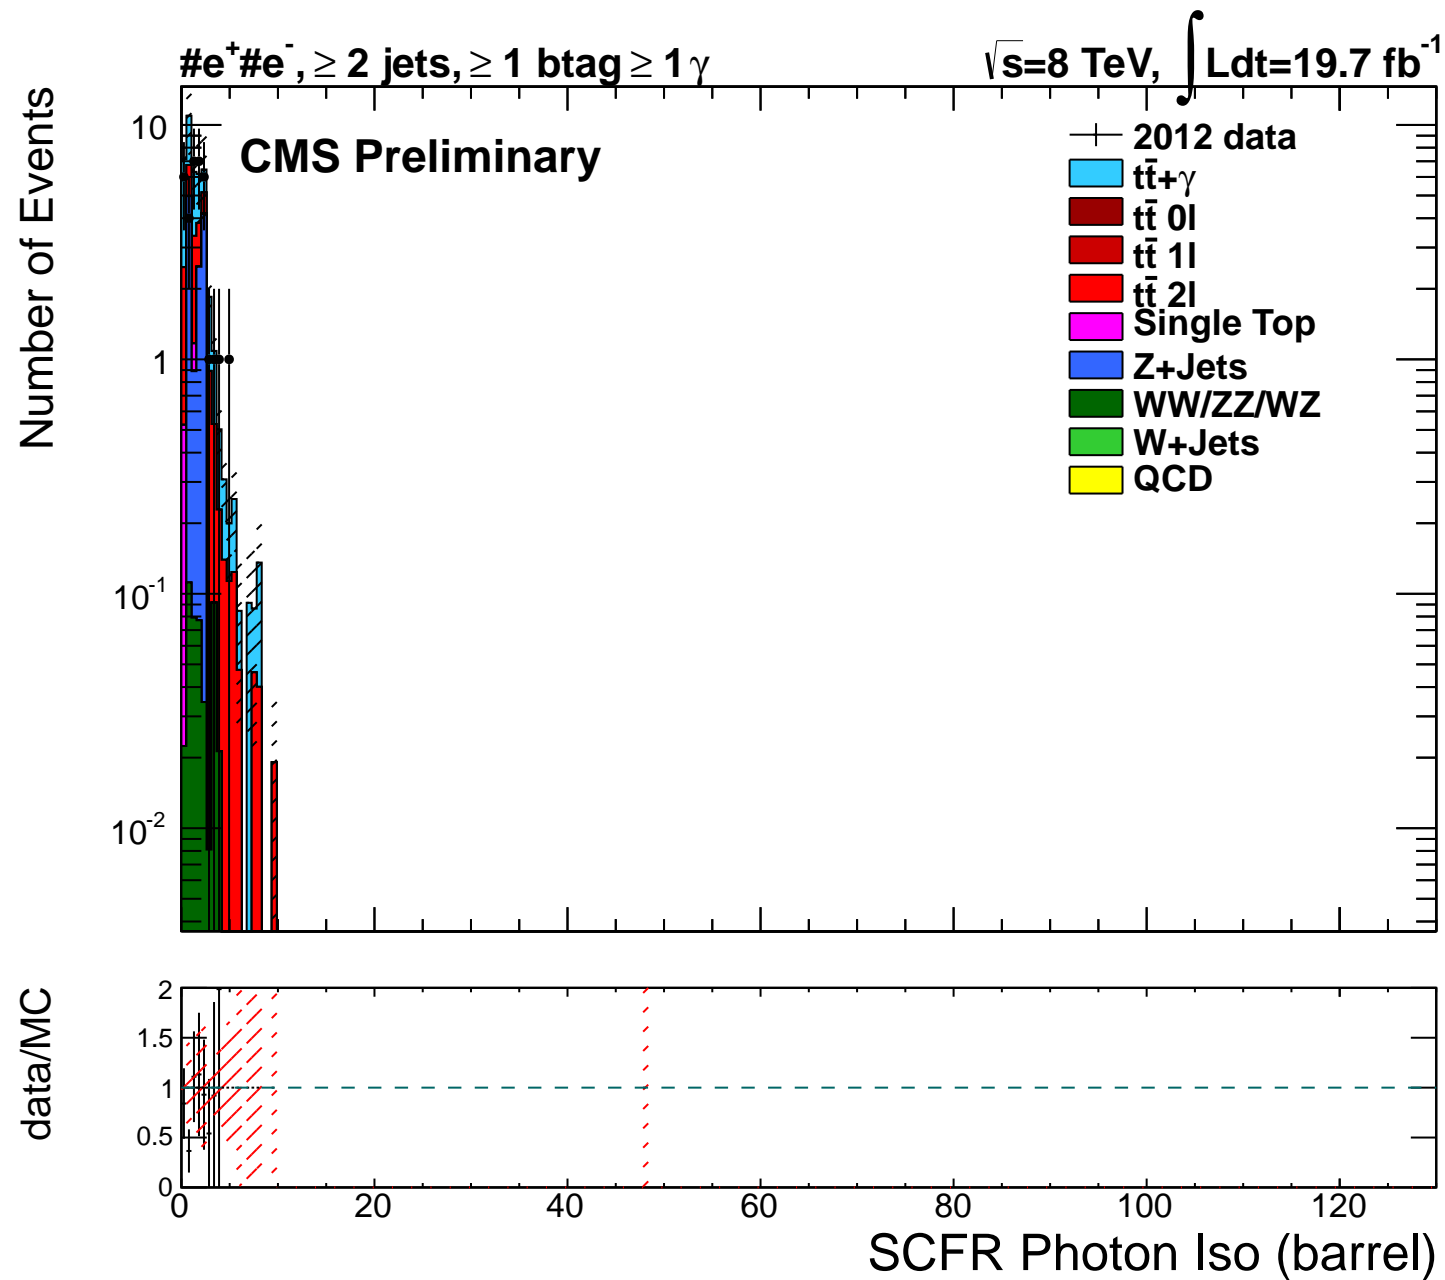 #e⁺#e⁻, ≥ 2 jets, ≥ 1 btag ≥ 1 γ
√s=8 TeV, ∫Ldt=19.7 fb⁻¹
CMS Preliminary
2012 data
tt̄+γ
tt̄ 0l
tt̄ 1l
tt̄ 2l
Single Top
Z+Jets
WW/ZZ/WZ
W+Jets
QCD
Number of Events
10
1
10⁻¹
10⁻²
data/MC
2
1.5
1
0.5
0
0 20 40 60 80 100 120
SCFR Photon Iso (barrel)